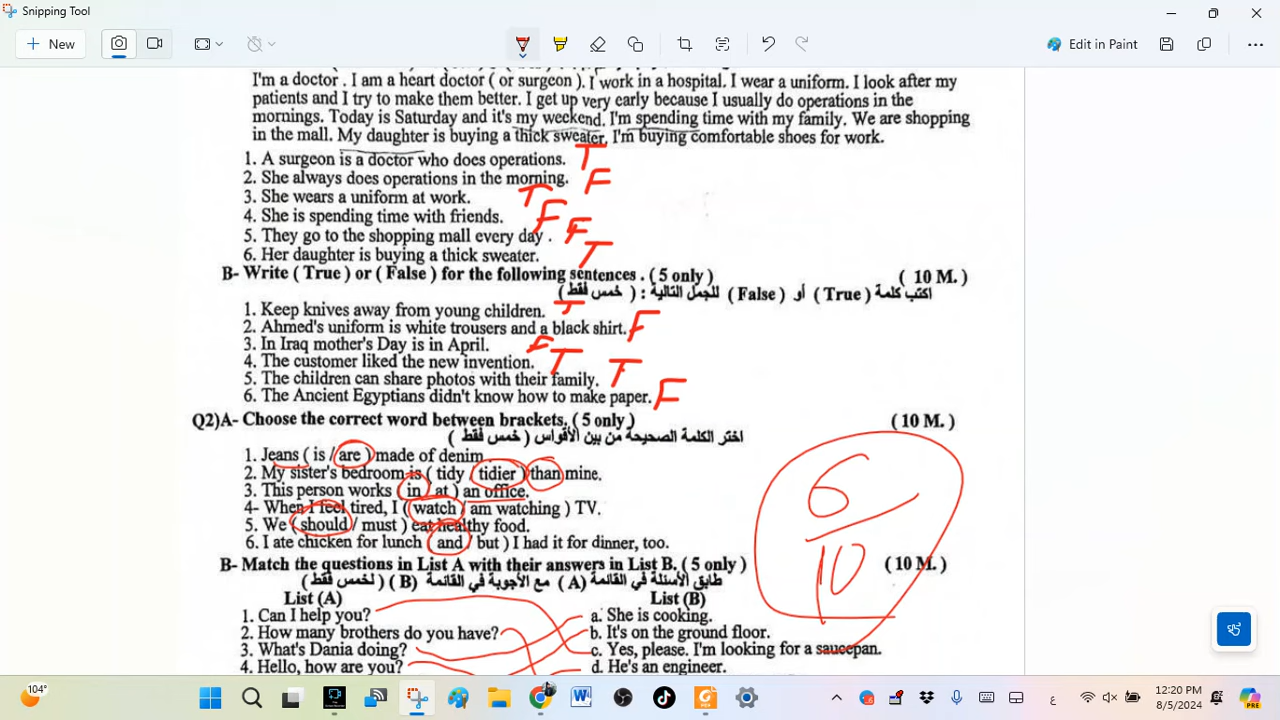 Snipping Tool
New
Edit in Paint
I'm a doctor . I am a heart doctor ( or surgeon ). I work in a hospital. I wear a uniform. I look after my
patients and I try to make them better. I get up very early because I usually do operations in the
mornings. Today is Saturday and it's my weekend. I'm spending time with my family. We are shopping
in the mall. My daughter is buying a thick sweater. I'm buying comfortable shoes for work.
1. A surgeon is a doctor who does operations. T
2. She always does operations in the morning. F
3. She wears a uniform at work. T
4. She is spending time with friends. F
5. They go to the shopping mall every day . F
6. Her daughter is buying a thick sweater. T
B- Write ( True ) or ( False ) for the following sentences . ( 5 only ) ( 10 M. )
اكتب كلمة ( True ) أو ( False ) للجمل التالية : ( خمس فقط )
1. Keep knives away from young children. T
2. Ahmed's uniform is white trousers and a black shirt. F
3. In Iraq mother's Day is in April. F
4. The customer liked the new invention. T
5. The children can share photos with their family. T
6. The Ancient Egyptians didn't know how to make paper. F
Q2)A- Choose the correct word between brackets. ( 5 only ) ( 10 M. )
اختر الكلمة الصحيحة من بين الأقواس ( خمس فقط )
1. Jeans ( is / are ) made of denim
2. My sister's bedroom is ( tidy / tidier ) than mine.
3. This person works ( in / at ) an office.
4- When I feel tired, I ( watch / am watching ) TV.
5. We ( should / must ) eat healthy food.
6. I ate chicken for lunch ( and / but ) I had it for dinner, too.
6
10
B- Match the questions in List A with their answers in List B. ( 5 only ) ( 10 M. )
طابق الأسئلة في القائمة ( A ) مع الأجوبة في القائمة ( B ) ( لخمس فقط )
List (A) List (B)
1. Can I help you? a. She is cooking.
2. How many brothers do you have? b. It's on the ground floor.
3. What's Dania doing? c. Yes, please. I'm looking for a saucepan.
4. Hello, how are you? d. He's an engineer.
104°
ع
PRE